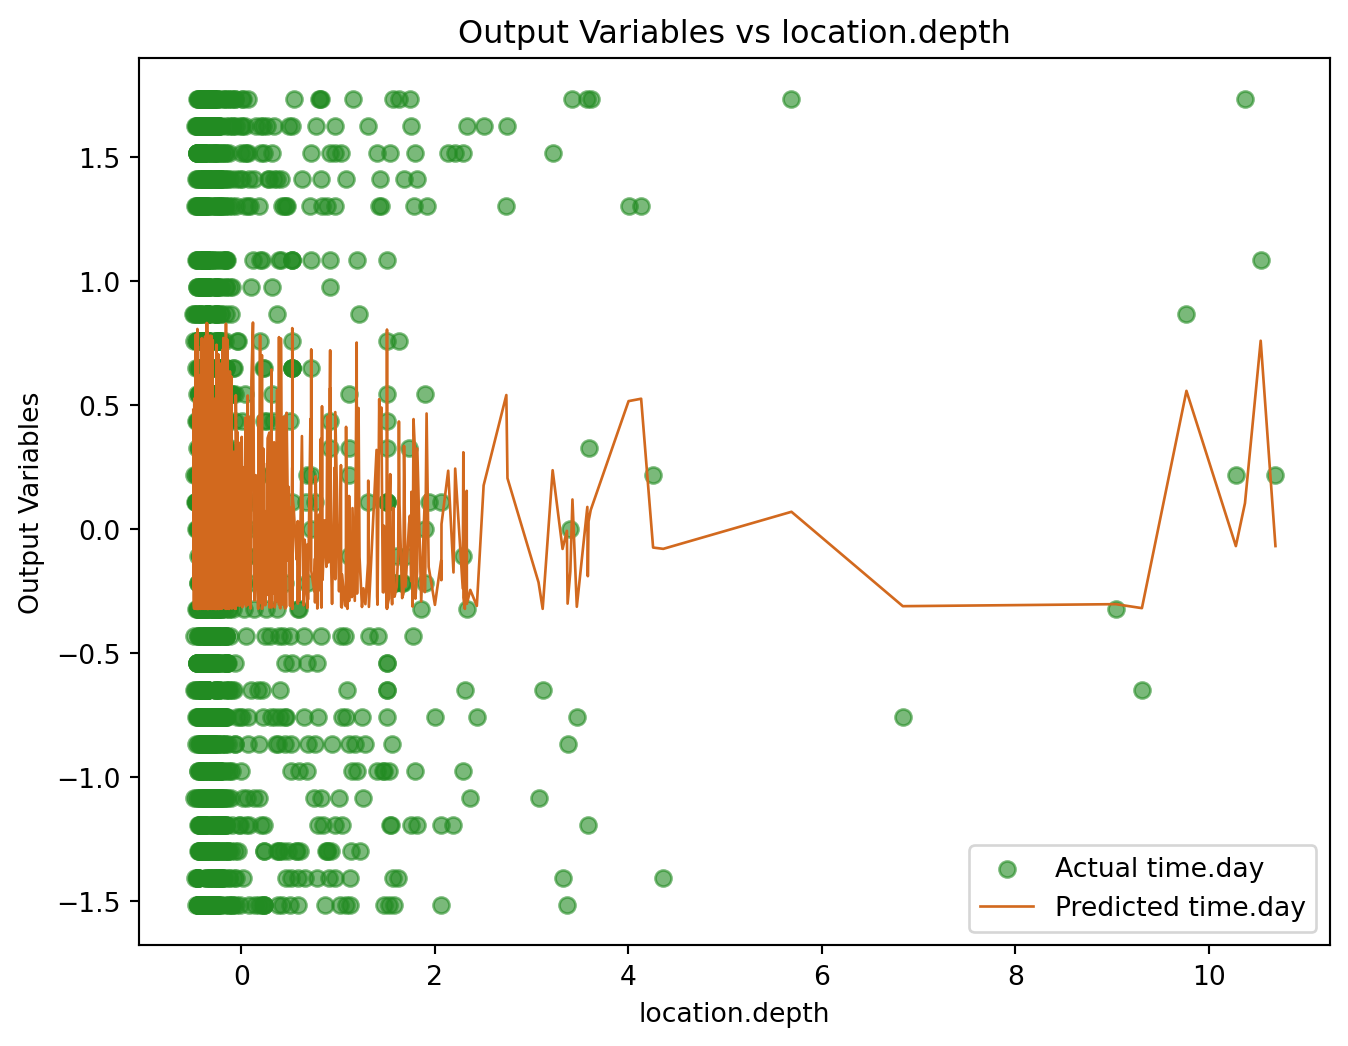 Output Variables vs location.depth
Output Variables
1.5
1.0
0.5
0.0
−0.5
−1.0
−1.5
0
2
4
6
8
10
location.depth
Actual time.day
Predicted time.day